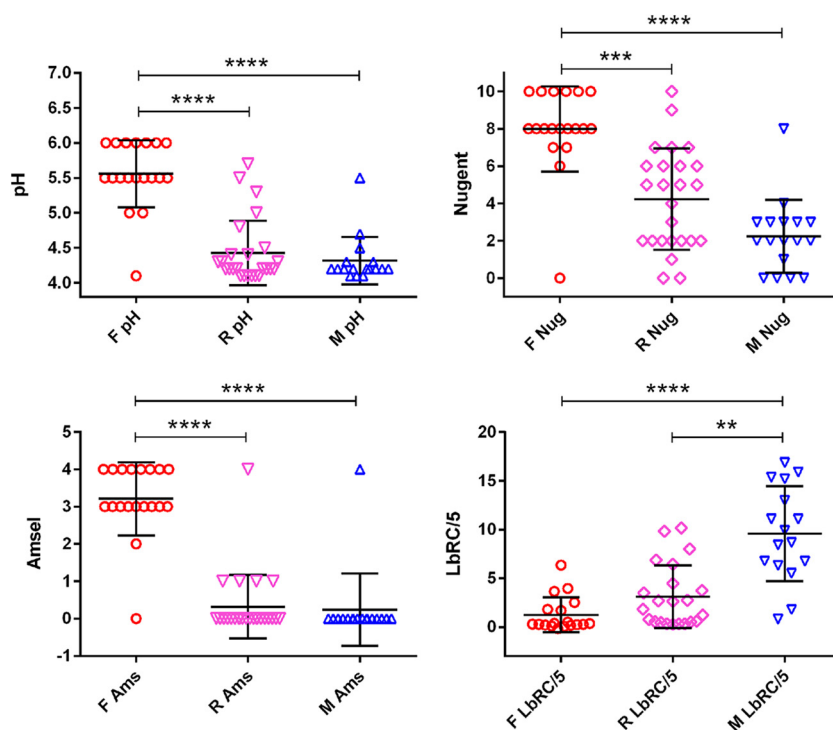 ****
****
7.0
6.5
6.0
5.5
5.0
4.5
4.0
pH
F pH
R pH
M pH
****
***
10
8
6
4
2
0
Nugent
F Nug
R Nug
M Nug
****
****
5
4
3
2
1
0
-1
Amsel
F Ams
R Ams
M Ams
****
**
20
15
10
5
0
LbRC/5
F LbRC/5
R LbRC/5
M LbRC/5